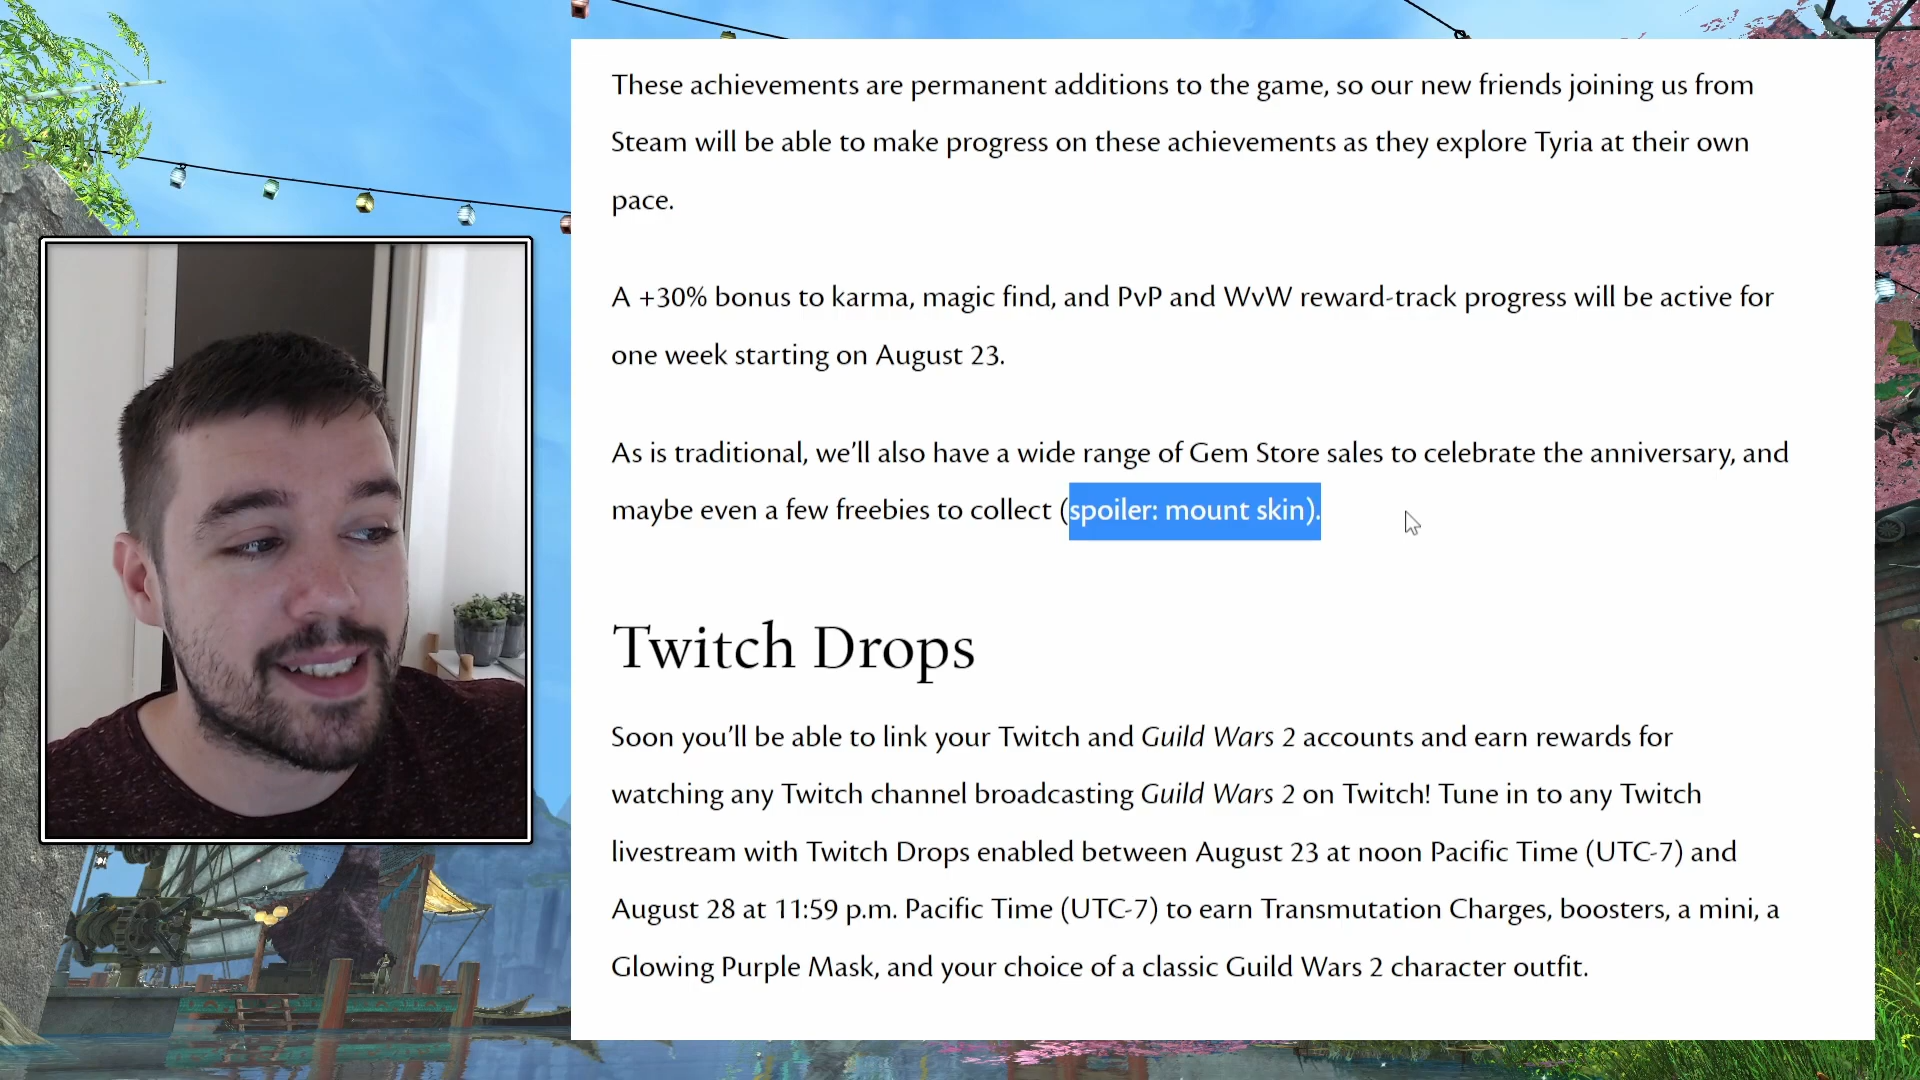 These achievements are permanent additions to the game, so our new friends joining us from
Steam will be able to make progress on these achievements as they explore Tyria at their own
pace.
A +30% bonus to karma, magic find, and PvP and WvW reward-track progress will be active for
one week starting on August 23.
As is traditional, we’ll also have a wide range of Gem Store sales to celebrate the anniversary, and
maybe even a few freebies to collect (spoiler: mount skin).
Twitch Drops
Soon you’ll be able to link your Twitch and Guild Wars 2 accounts and earn rewards for
watching any Twitch channel broadcasting Guild Wars 2 on Twitch! Tune in to any Twitch
livestream with Twitch Drops enabled between August 23 at noon Pacific Time (UTC-7) and
August 28 at 11:59 p.m. Pacific Time (UTC-7) to earn Transmutation Charges, boosters, a mini, a
Glowing Purple Mask, and your choice of a classic Guild Wars 2 character outfit.